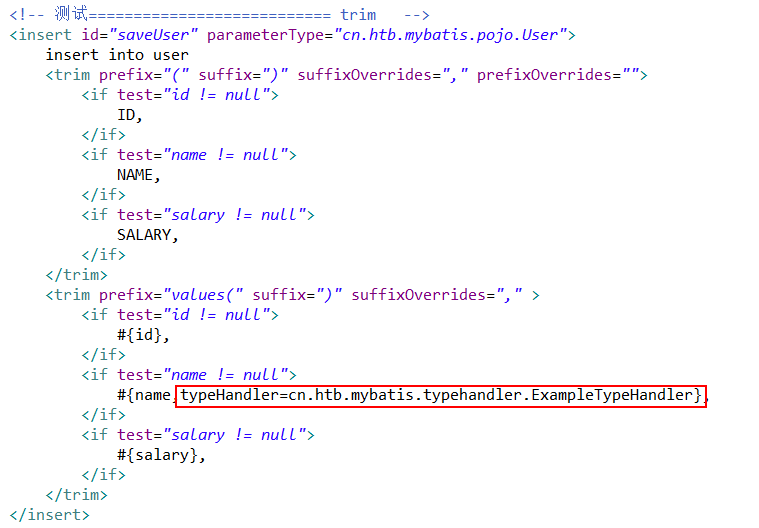 <!-- 测试=========================== trim   -->
<insert id="saveUser" parameterType="cn.htb.mybatis.pojo.User">
    insert into user
    <trim prefix="(" suffix=")" suffixOverrides="," prefixOverrides="">
        <if test="id != null">
            ID,
        </if>
        <if test="name != null">
            NAME,
        </if>
        <if test="salary != null">
            SALARY,
        </if>
    </trim>
    <trim prefix="values(" suffix=")" suffixOverrides="," >
        <if test="id != null">
            #{id},
        </if>
        <if test="name != null">
            #{name,typeHandler=cn.htb.mybatis.typehandler.ExampleTypeHandler},
        </if>
        <if test="salary != null">
            #{salary},
        </if>
    </trim>
</insert>